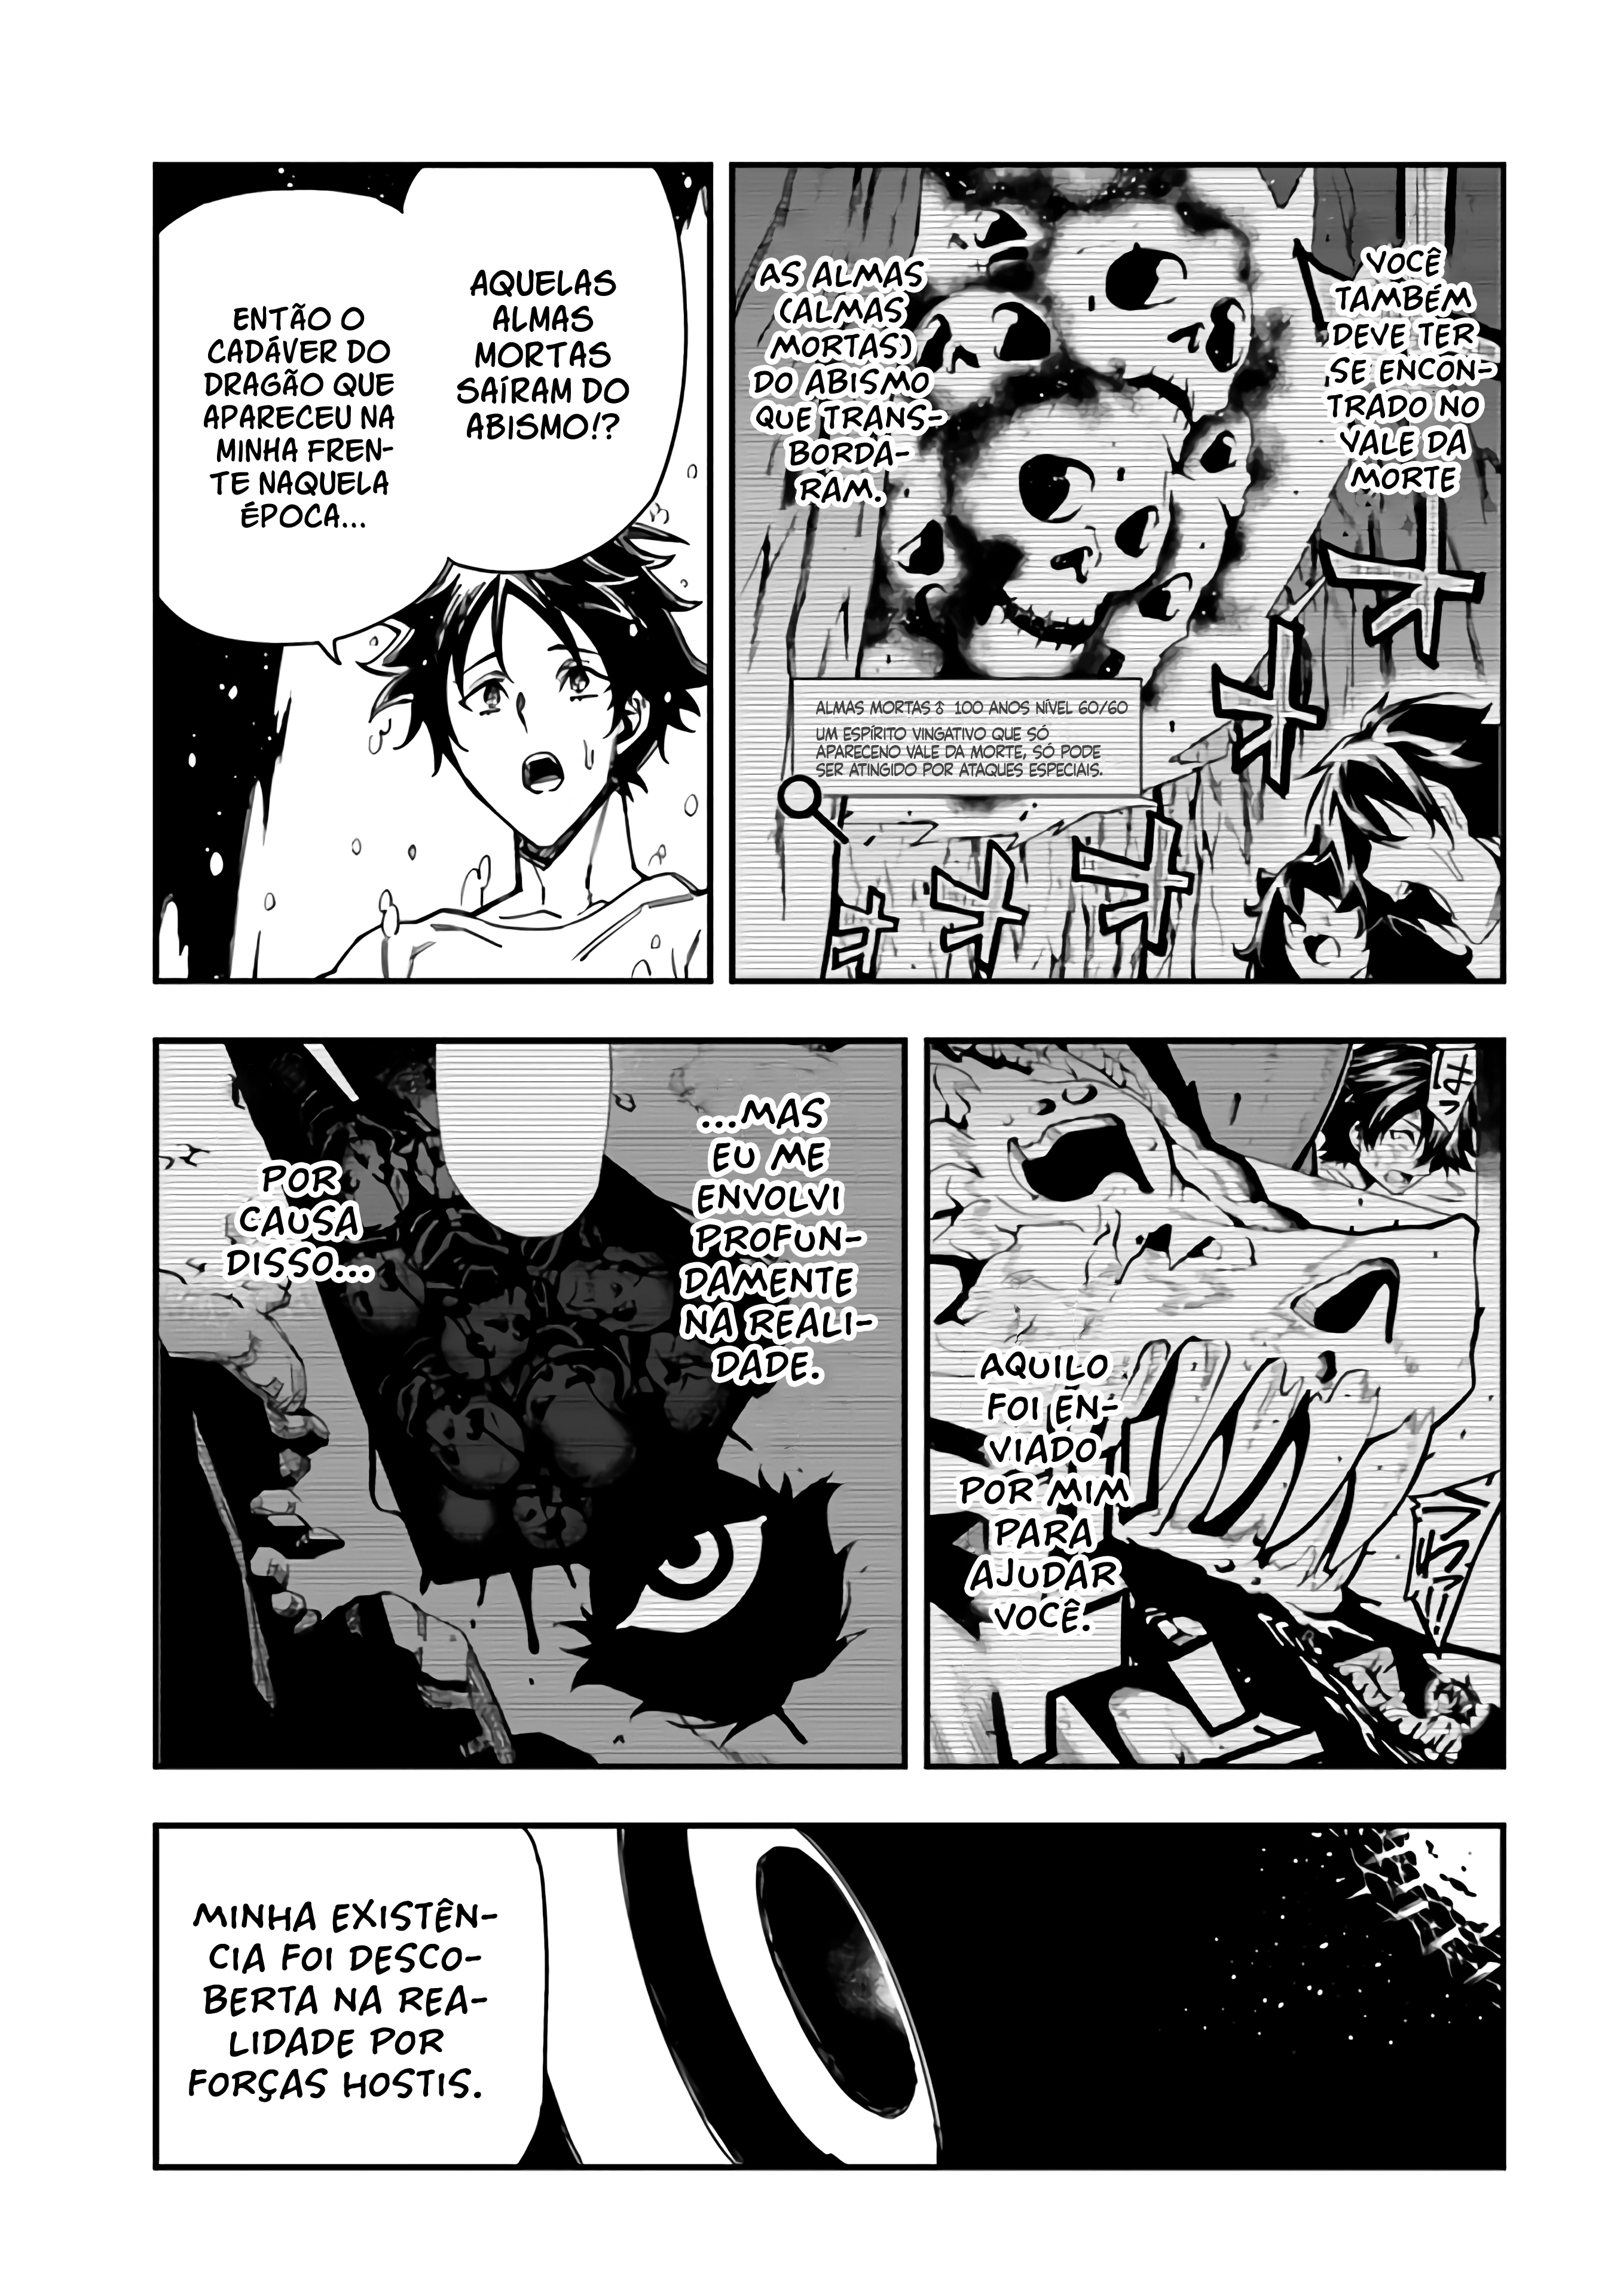 VOCÊ
TAMBÉM
DEVE TER
SE ENCON-
TRADO NO
VALE DA
MORTE
AS ALMAS
(ALMAS
MORTAS)
DO ABISMO
QUE TRANS-
BORDA-
RAM.
ALMAS MORTAS ♂ 100 ANOS NÍVEL 60/60
UM ESPÍRITO VINGATIVO QUE SÓ
APARECENO VALE DA MORTE, SÓ PODE
SER ATINGIDO POR ATAQUES ESPECIAIS.
キ
キ
キ
キ
キ
AQUELAS
ALMAS
MORTAS
SAÍRAM DO
ABISMO!?
ENTÃO O
CADÁVER DO
DRAGÃO QUE
APARECEU NA
MINHA FREN-
TE NAQUELA
ÉPOCA...
AQUILO
FOI EN-
VIADO
POR MIM
PARA
AJUDAR
VOCÊ.
...MAS
EU ME
ENVOLVI
PROFUN-
DAMENTE
NA REALI-
DADE.
POR
CAUSA
DISSO...
MINHA EXISTÊN-
CIA FOI DESCO-
BERTA NA REA-
LIDADE POR
FORÇAS HOSTIS.